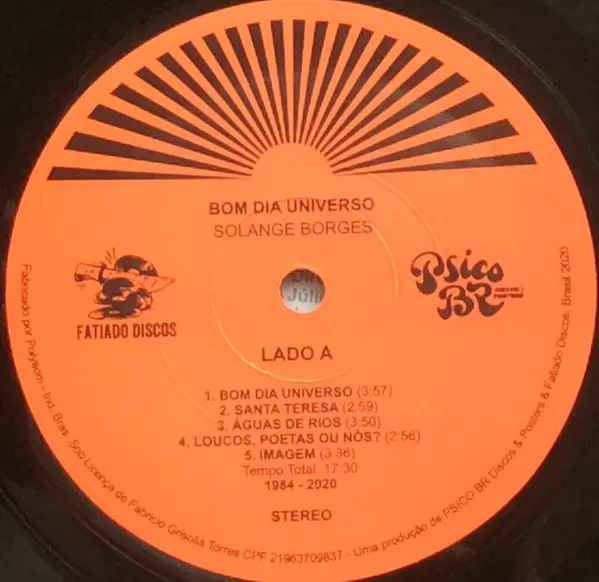 BOM DIA UNIVERSO
SOLANGE BORGES
FATIADO DISCOS
Psico BR
LADO A
1. BOM DIA UNIVERSO (3:57)
2. SANTA TERESA (2:59)
3. ÁGUAS DE RIOS (3:50)
4. LOUCOS, POETAS OU NÓS? (2:56)
5. IMAGEM (3:36)
Tempo Total 17:30
1984 - 2020
STEREO
Fabricado por Polysom - Ind. Bras. Sob Licença de Fabricio Grisolia Torres CPF 21963709837 - Uma produção de PSICO BR Discos & Posters & Fatiado Discos, Brasil 2020
Júli